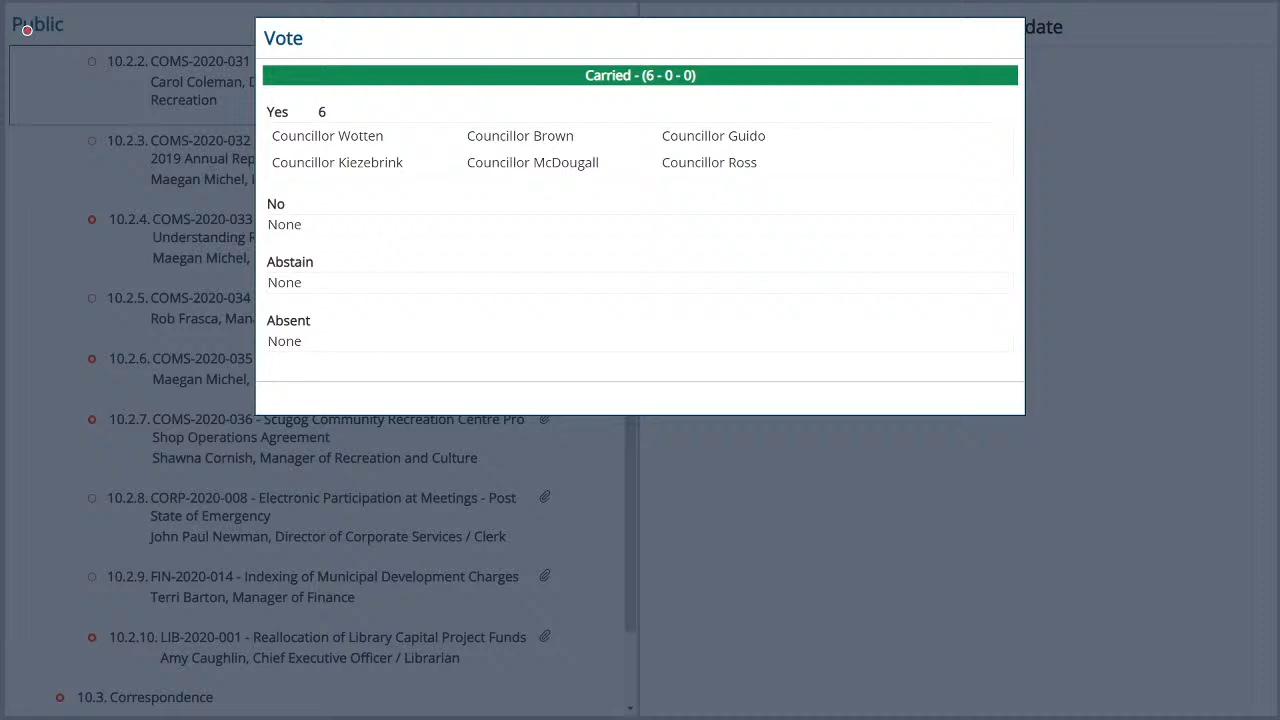 Public
date
Vote
Carried - (6 - 0 - 0)
Yes 6
Councillor Wotten Councillor Brown Councillor Guido
Councillor Kiezebrink Councillor McDougall Councillor Ross
No
None
Abstain
None
Absent
None
10.2.2. COMS-2020-031
Carol Coleman,
Recreation
10.2.3. COMS-2020-032
2019 Annual
Maegan Michel,
10.2.4. COMS-2020-033
Understanding
Maegan Michel,
10.2.5. COMS-2020-034
Rob Frasca,
10.2.6. COMS-2020-035
Maegan Michel,
10.2.7. COMS-2020-036 - Scugog Community Recreation Centre Pro
Shop Operations Agreement
Shawna Cornish, Manager of Recreation and Culture
10.2.8. CORP-2020-008 - Electronic Participation at Meetings - Post
State of Emergency
John Paul Newman, Director of Corporate Services / Clerk
10.2.9. FIN-2020-014 - Indexing of Municipal Development Charges
Terri Barton, Manager of Finance
10.2.10. LIB-2020-001 - Reallocation of Library Capital Project Funds
Amy Caughlin, Chief Executive Officer / Librarian
10.3. Correspondence